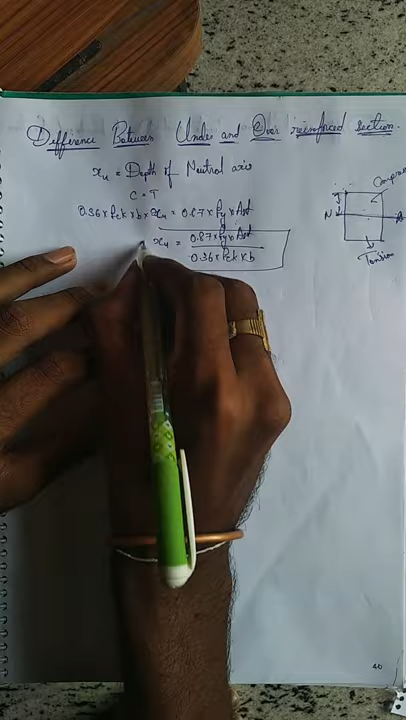 Difference Between Under and Over reinforced section.
xu = Depth of Neutral axis
C = T
0.36 x fck x b x xu = 0.87 x fy x Ast
xu = 0.87 x fy x Ast
0.36 x fck x b
N
A
Tension
40